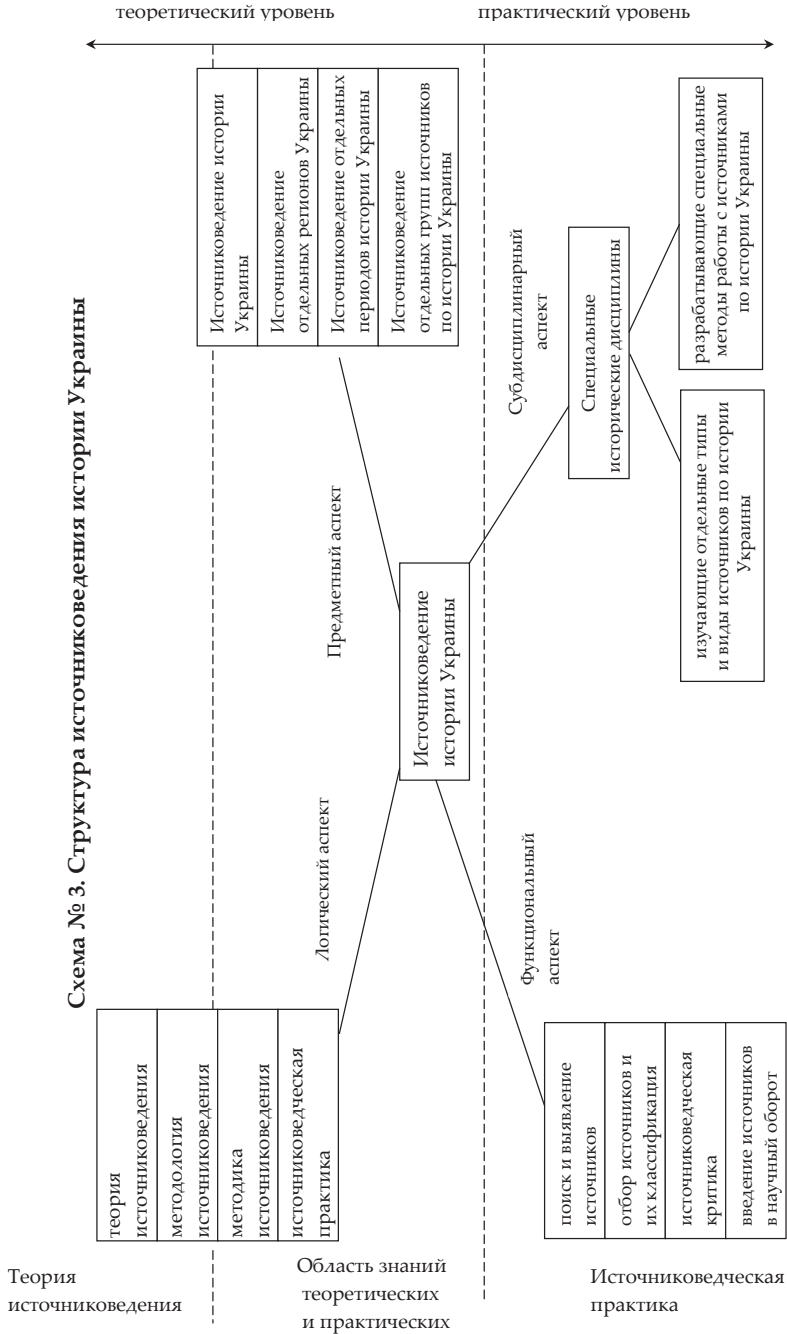 Схема № 3. Структура источниковедения истории Украины
теоретический уровень
практический уровень
теория
источниковедения
методология
источниковедения
методика
источниковедения
источниковедческая
практика
Логический аспект
Предметный аспект
Источниковедение истории
Украины
Источниковедение
отдельных регионов Украины
Источниковедение отдельных
периодов истории Украины
Источниковедение
отдельных групп источников
по истории Украины
Источниковедение
истории Украины
Функциональный
аспект
Субдисциплинарный
аспект
поиск и выявление
источников
отбор источников и
их классификация
источниковедческая
критика
введение источников
в научный оборот
Специальные
исторические дисциплины
изучающие отдельные типы
и виды источников по истории
Украины
разрабатывающие специальные
методы работы с источниками
по истории Украины
Теория
источниковедения
Область знаний
теоретических
и практических
Источниковедческая
практика